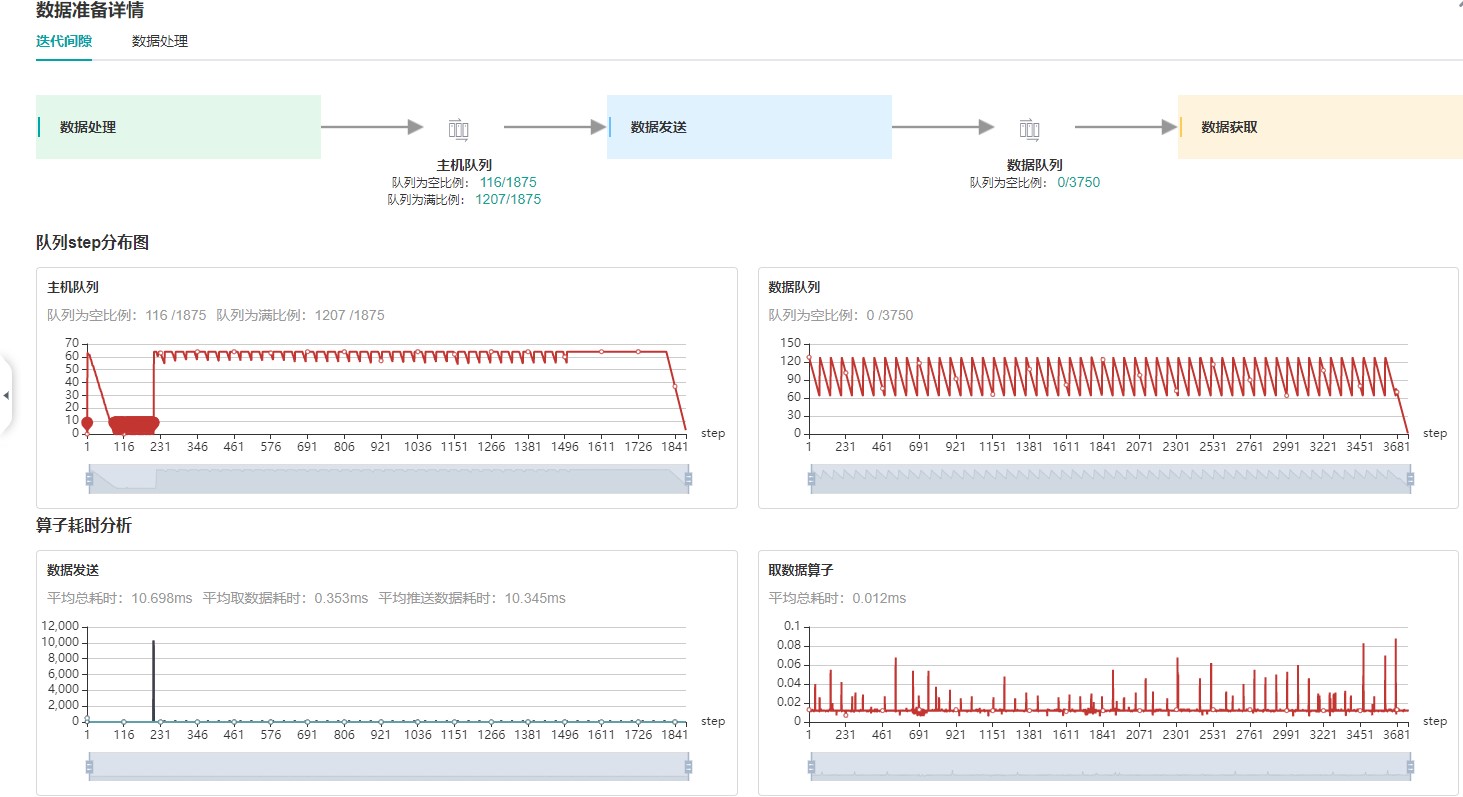 数据准备详情
迭代间隙 数据处理
数据处理 数据发送 数据获取
主机队列 数据队列
队列为空比例： 116/1875 队列为空比例： 0/3750
队列为满比例： 1207/1875
队列step分布图
主机队列
队列为空比例： 116 /1875 队列为满比例： 1207 /1875
70
60
50
40
30
20
10
0
1 116 231 346 461 576 691 806 921 1036 1151 1266 1381 1496 1611 1726 1841 step
数据队列
队列为空比例： 0 /3750
150
120
90
60
30
0
1 231 461 691 921 1151 1381 1611 1841 2071 2301 2531 2761 2991 3221 3451 3681 step
算子耗时分析
数据发送
平均总耗时： 10.698ms 平均取数据耗时： 0.353ms 平均推送数据耗时： 10.345ms
12,000
10,000
8,000
6,000
4,000
2,000
0
1 116 231 346 461 576 691 806 921 1036 1151 1266 1381 1496 1611 1726 1841 step
取数据算子
平均总耗时： 0.012ms
0.1
0.08
0.06
0.04
0.02
0
1 231 461 691 921 1151 1381 1611 1841 2071 2301 2531 2761 2991 3221 3451 3681 step